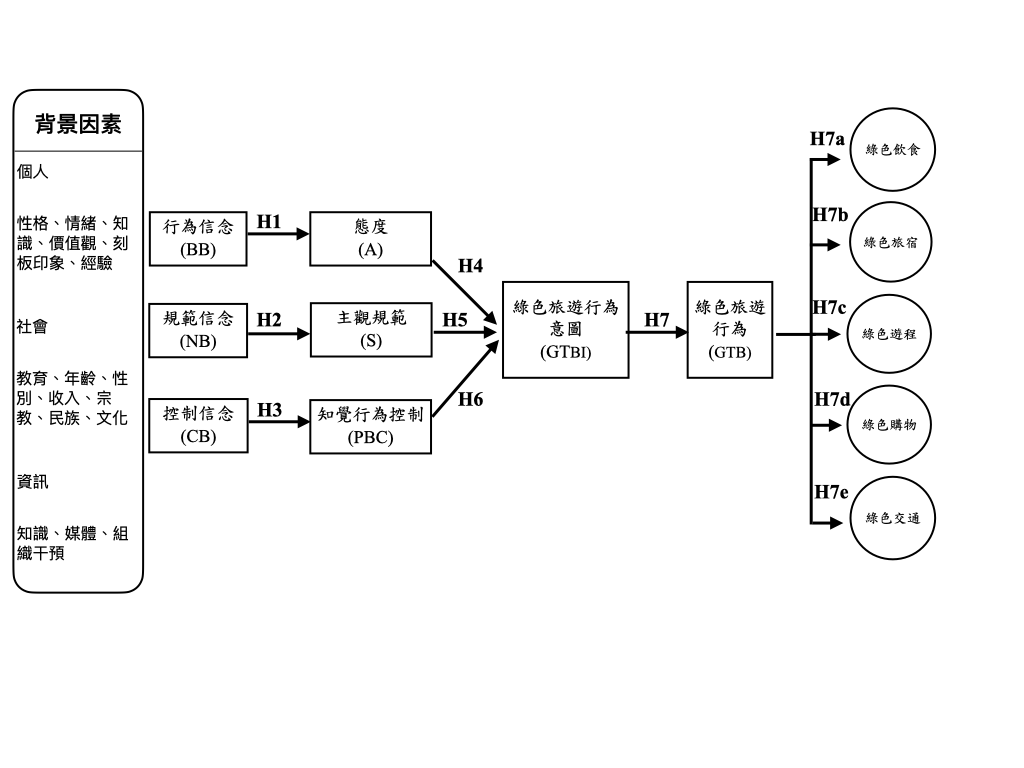 背景因素
個人
性格、情緒、知
識、價值觀、刻
板印象、經驗
社會
教育、年齡、性
別、收入、宗
教、民族、文化
資訊
知識、媒體、組
織干預
行為信念
(BB)
H1
態度
(A)
規範信念
(NB)
H2
主觀規範
(S)
控制信念
(CB)
H3
知覺行為控制
(PBC)
H4
H5
H6
綠色旅遊行為
意圖
(GTBI)
H7
綠色旅遊
行為
(GTB)
H7a
綠色飲食
H7b
綠色旅宿
H7c
綠色遊程
H7d
綠色購物
H7e
綠色交通